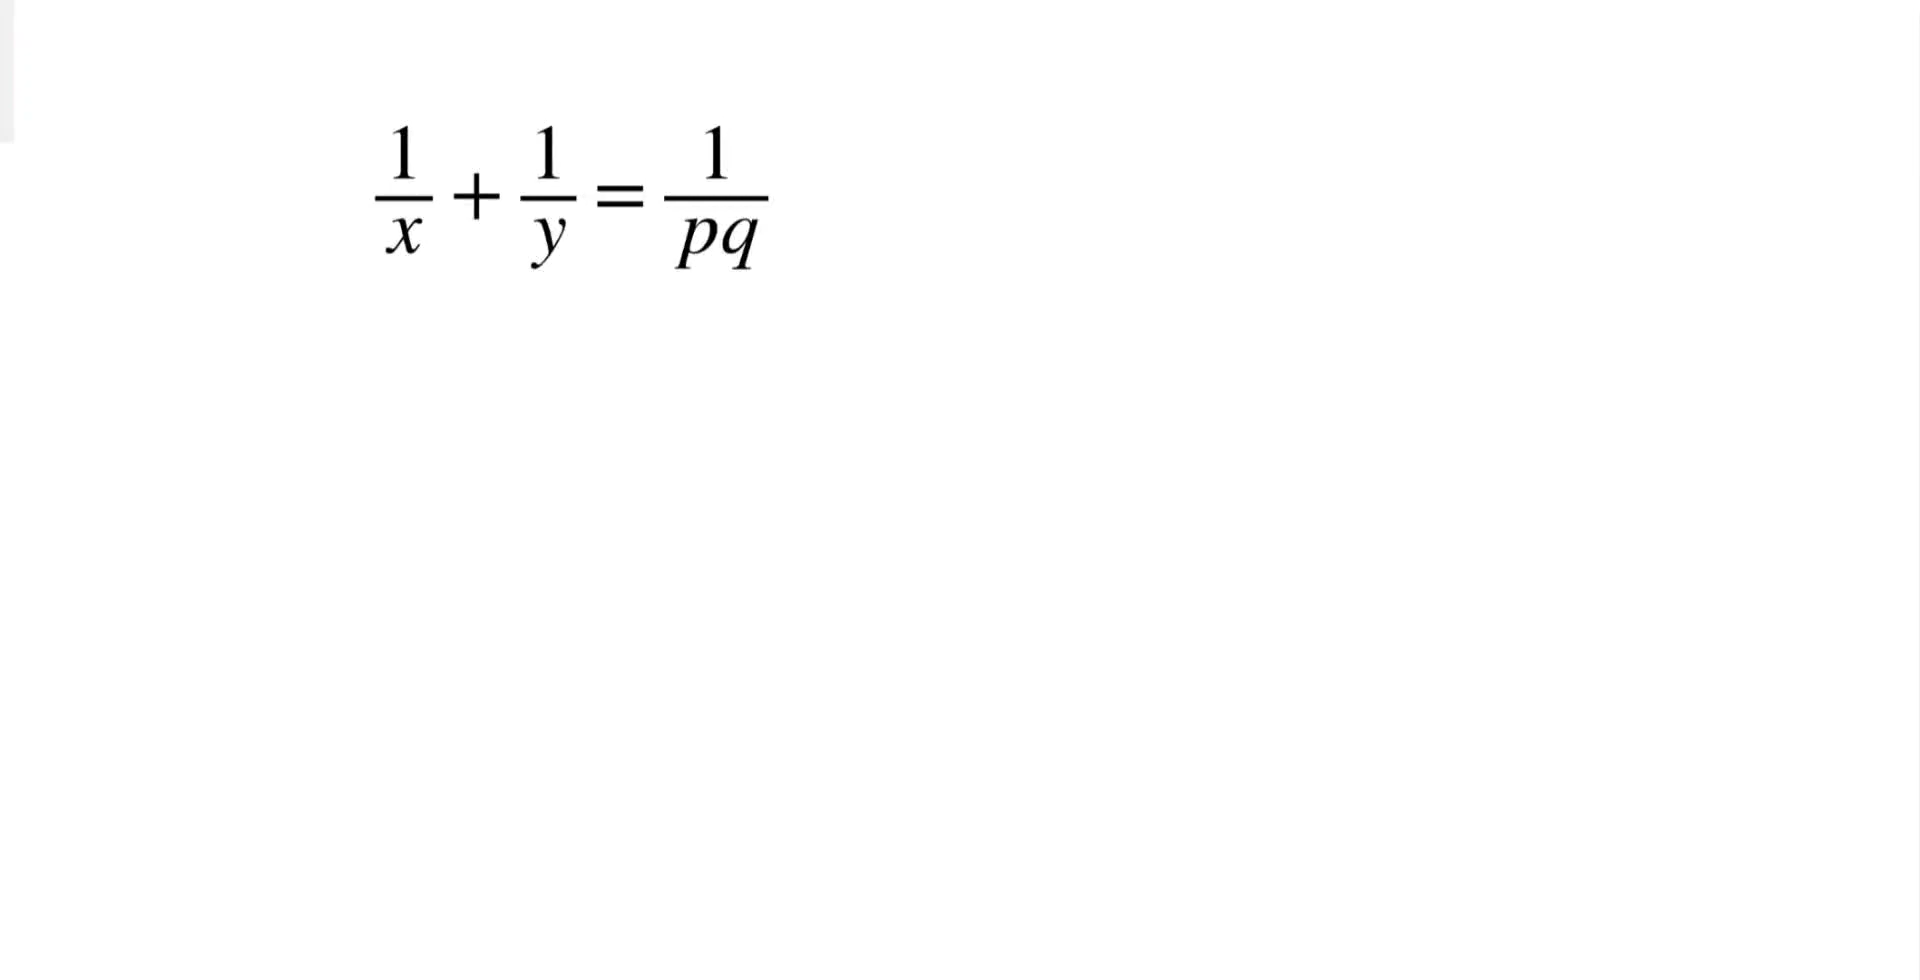 1/x + 1/y = 1/pq